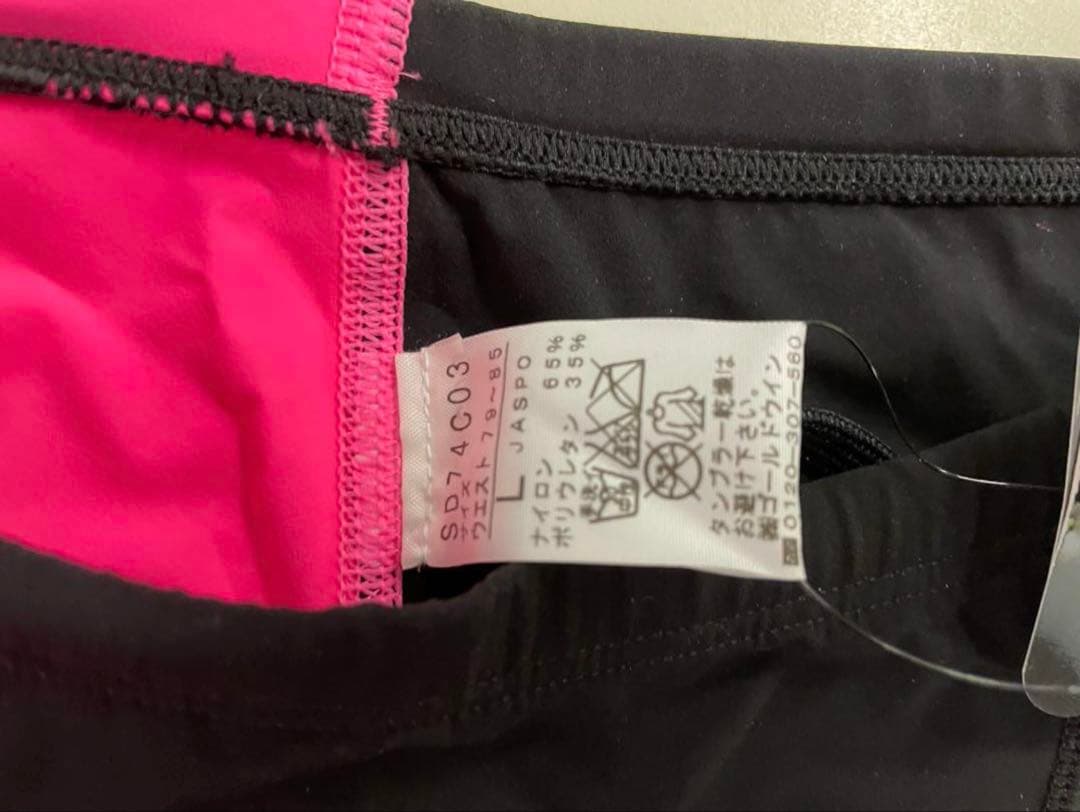 SD74C03
サイズ
ウエスト 79~85
L
JASPO
ナイロン 65%
ポリウレタン 35%
タンブラー乾燥は
お避け下さい。
㈱ゴールドウイン
0120-307-560